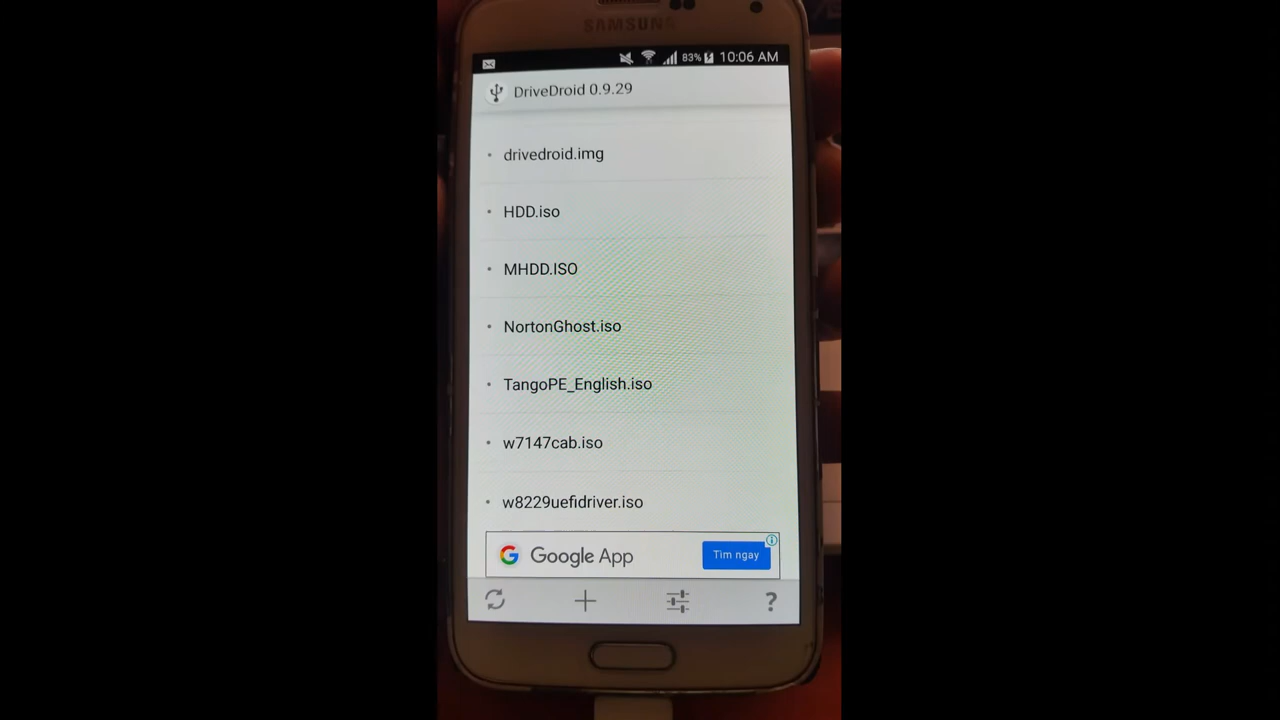 SAMSUNG
83% 10:06 AM
DriveDroid 0.9.29
drivedroid.img
HDD.iso
MHDD.ISO
NortonGhost.iso
TangoPE_English.iso
w7147cab.iso
w8229uefidriver.iso
Google App
Tìm ngay
?